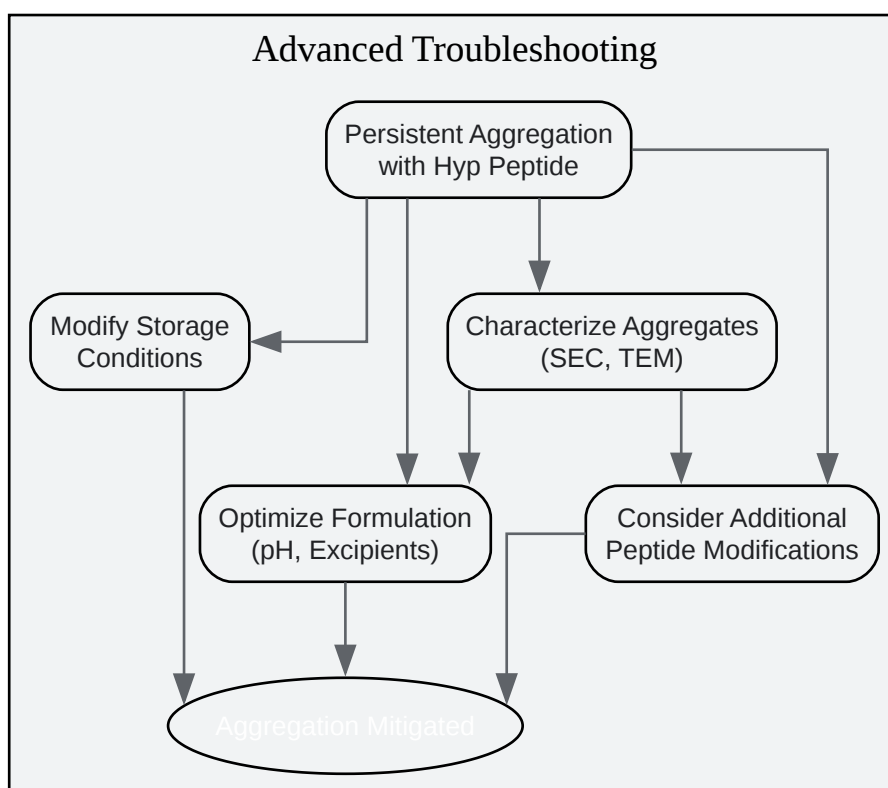 Advanced Troubleshooting
Persistent Aggregation
with Hyp Peptide
Modify Storage
Conditions
Characterize Aggregates
(SEC, TEM)
Optimize Formulation
(pH, Excipients)
Consider Additional
Peptide Modifications
Aggregation Mitigated